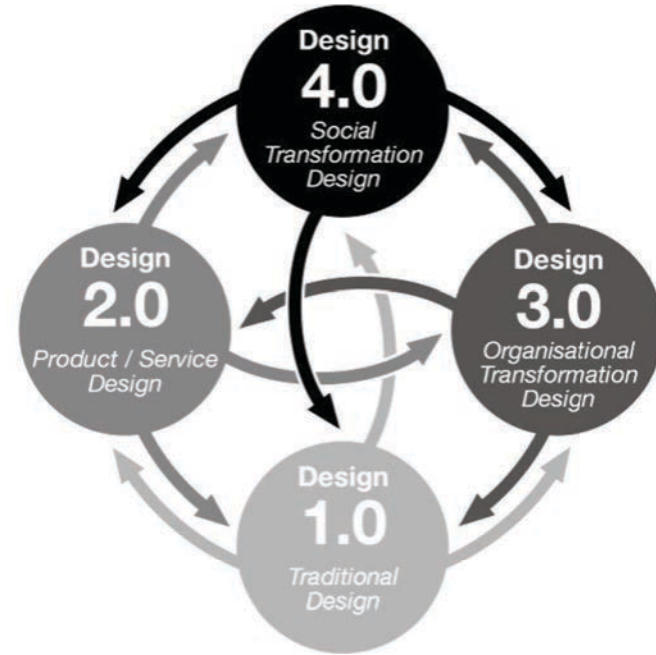 Design
4.0
Social
Transformation
Design
Design
2.0
Product / Service
Design
Design
3.0
Organisational
Transformation
Design
Design
1.0
Traditional
Design